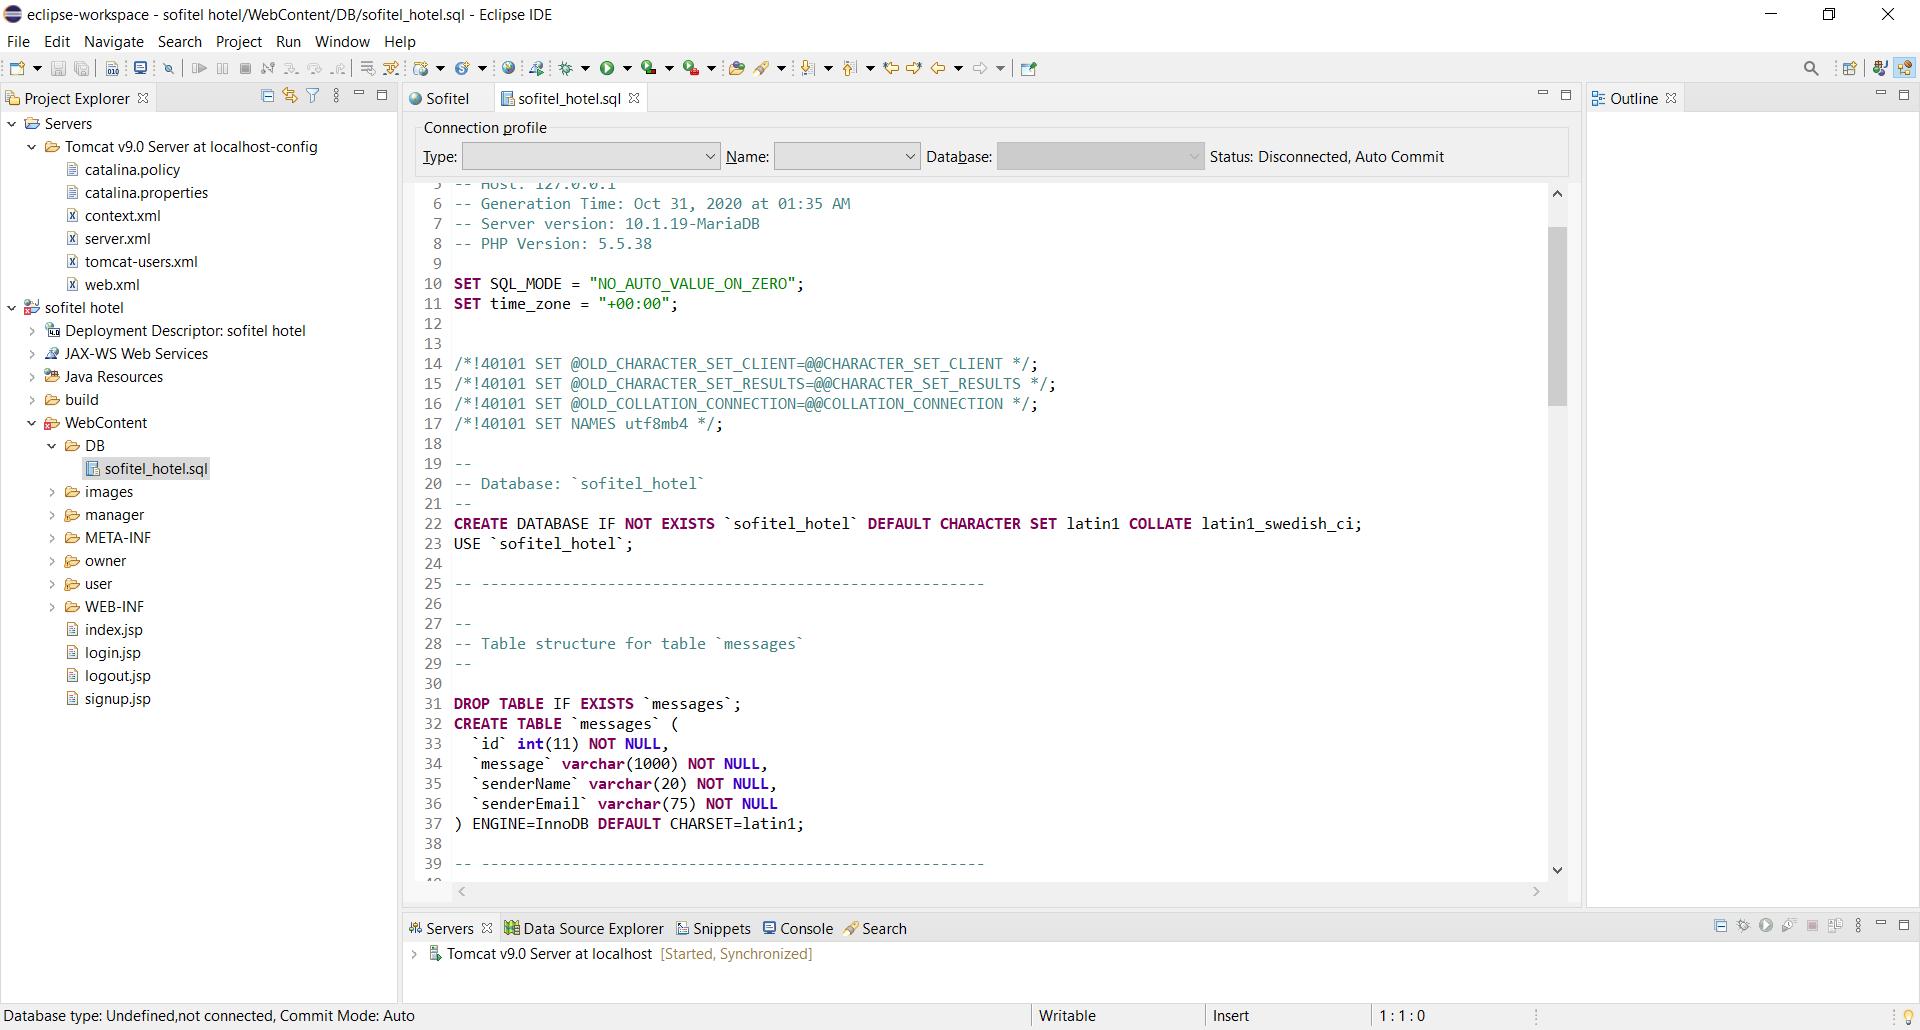 eclipse-workspace - sofitel hotel/WebContent/DB/sofitel_hotel.sql - Eclipse IDE
File Edit Navigate Search Project Run Window Help
Project Explorer
Servers
Tomcat v9.0 Server at localhost-config
catalina.policy
catalina.properties
context.xml
server.xml
tomcat-users.xml
web.xml
sofitel hotel
Deployment Descriptor: sofitel hotel
JAX-WS Web Services
Java Resources
build
WebContent
DB
sofitel_hotel.sql
images
manager
META-INF
owner
user
WEB-INF
index.jsp
login.jsp
logout.jsp
signup.jsp
Sofitel sofitel_hotel.sql
Connection profile
Type: Name: Database: Status: Disconnected, Auto Commit
5 -- Host: 127.0.0.1
6 -- Generation Time: Oct 31, 2020 at 01:35 AM
7 -- Server version: 10.1.19-MariaDB
8 -- PHP Version: 5.5.38
9
10 SET SQL_MODE = "NO_AUTO_VALUE_ON_ZERO";
11 SET time_zone = "+00:00";
12
13
14 /*!40101 SET @OLD_CHARACTER_SET_CLIENT=@@CHARACTER_SET_CLIENT */;
15 /*!40101 SET @OLD_CHARACTER_SET_RESULTS=@@CHARACTER_SET_RESULTS */;
16 /*!40101 SET @OLD_COLLATION_CONNECTION=@@COLLATION_CONNECTION */;
17 /*!40101 SET NAMES utf8mb4 */;
18
19 --
20 -- Database: `sofitel_hotel`
21 --
22 CREATE DATABASE IF NOT EXISTS `sofitel_hotel` DEFAULT CHARACTER SET latin1 COLLATE latin1_swedish_ci;
23 USE `sofitel_hotel`;
24
25 -- --------------------------------------------------------
26
27 --
28 -- Table structure for table `messages`
29 --
30
31 DROP TABLE IF EXISTS `messages`;
32 CREATE TABLE `messages` (
33 `id` int(11) NOT NULL,
34 `message` varchar(1000) NOT NULL,
35 `senderName` varchar(20) NOT NULL,
36 `senderEmail` varchar(75) NOT NULL
37 ) ENGINE=InnoDB DEFAULT CHARSET=latin1;
38
39 -- --------------------------------------------------------
40
Outline
Servers Data Source Explorer Snippets Console Search
Tomcat v9.0 Server at localhost [Started, Synchronized]
Database type: Undefined,not connected, Commit Mode: Auto Writable Insert 1 : 1 : 0